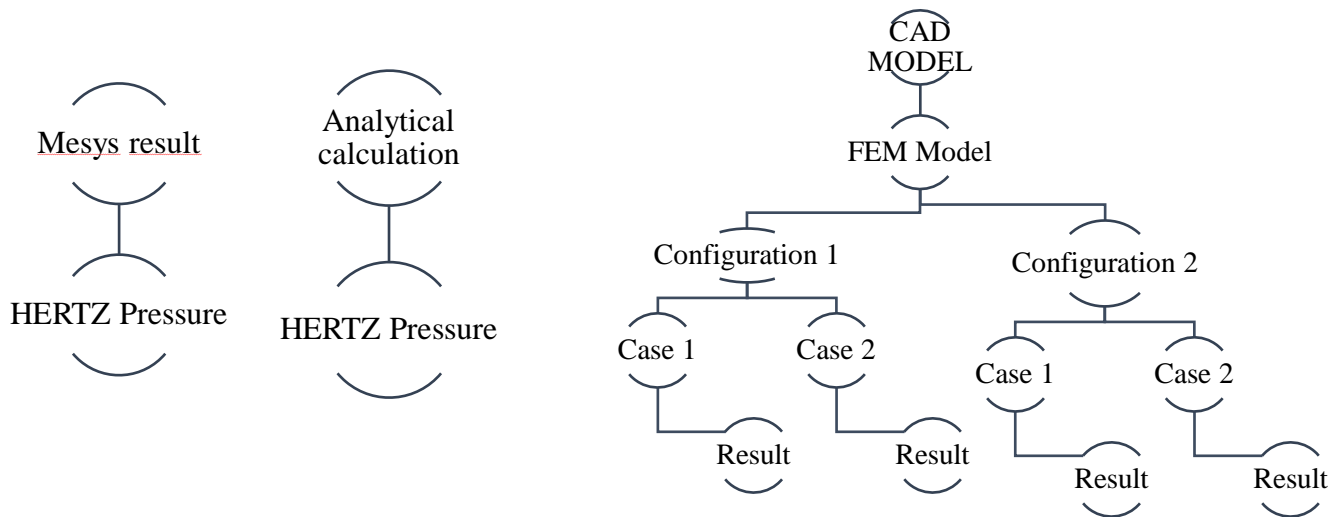 Mesys result
HERTZ Pressure
Analytical
calculation
HERTZ Pressure
CAD
MODEL
FEM Model
Configuration 1
Configuration 2
Case 1
Case 2
Case 1
Case 2
Result
Result
Result
Result